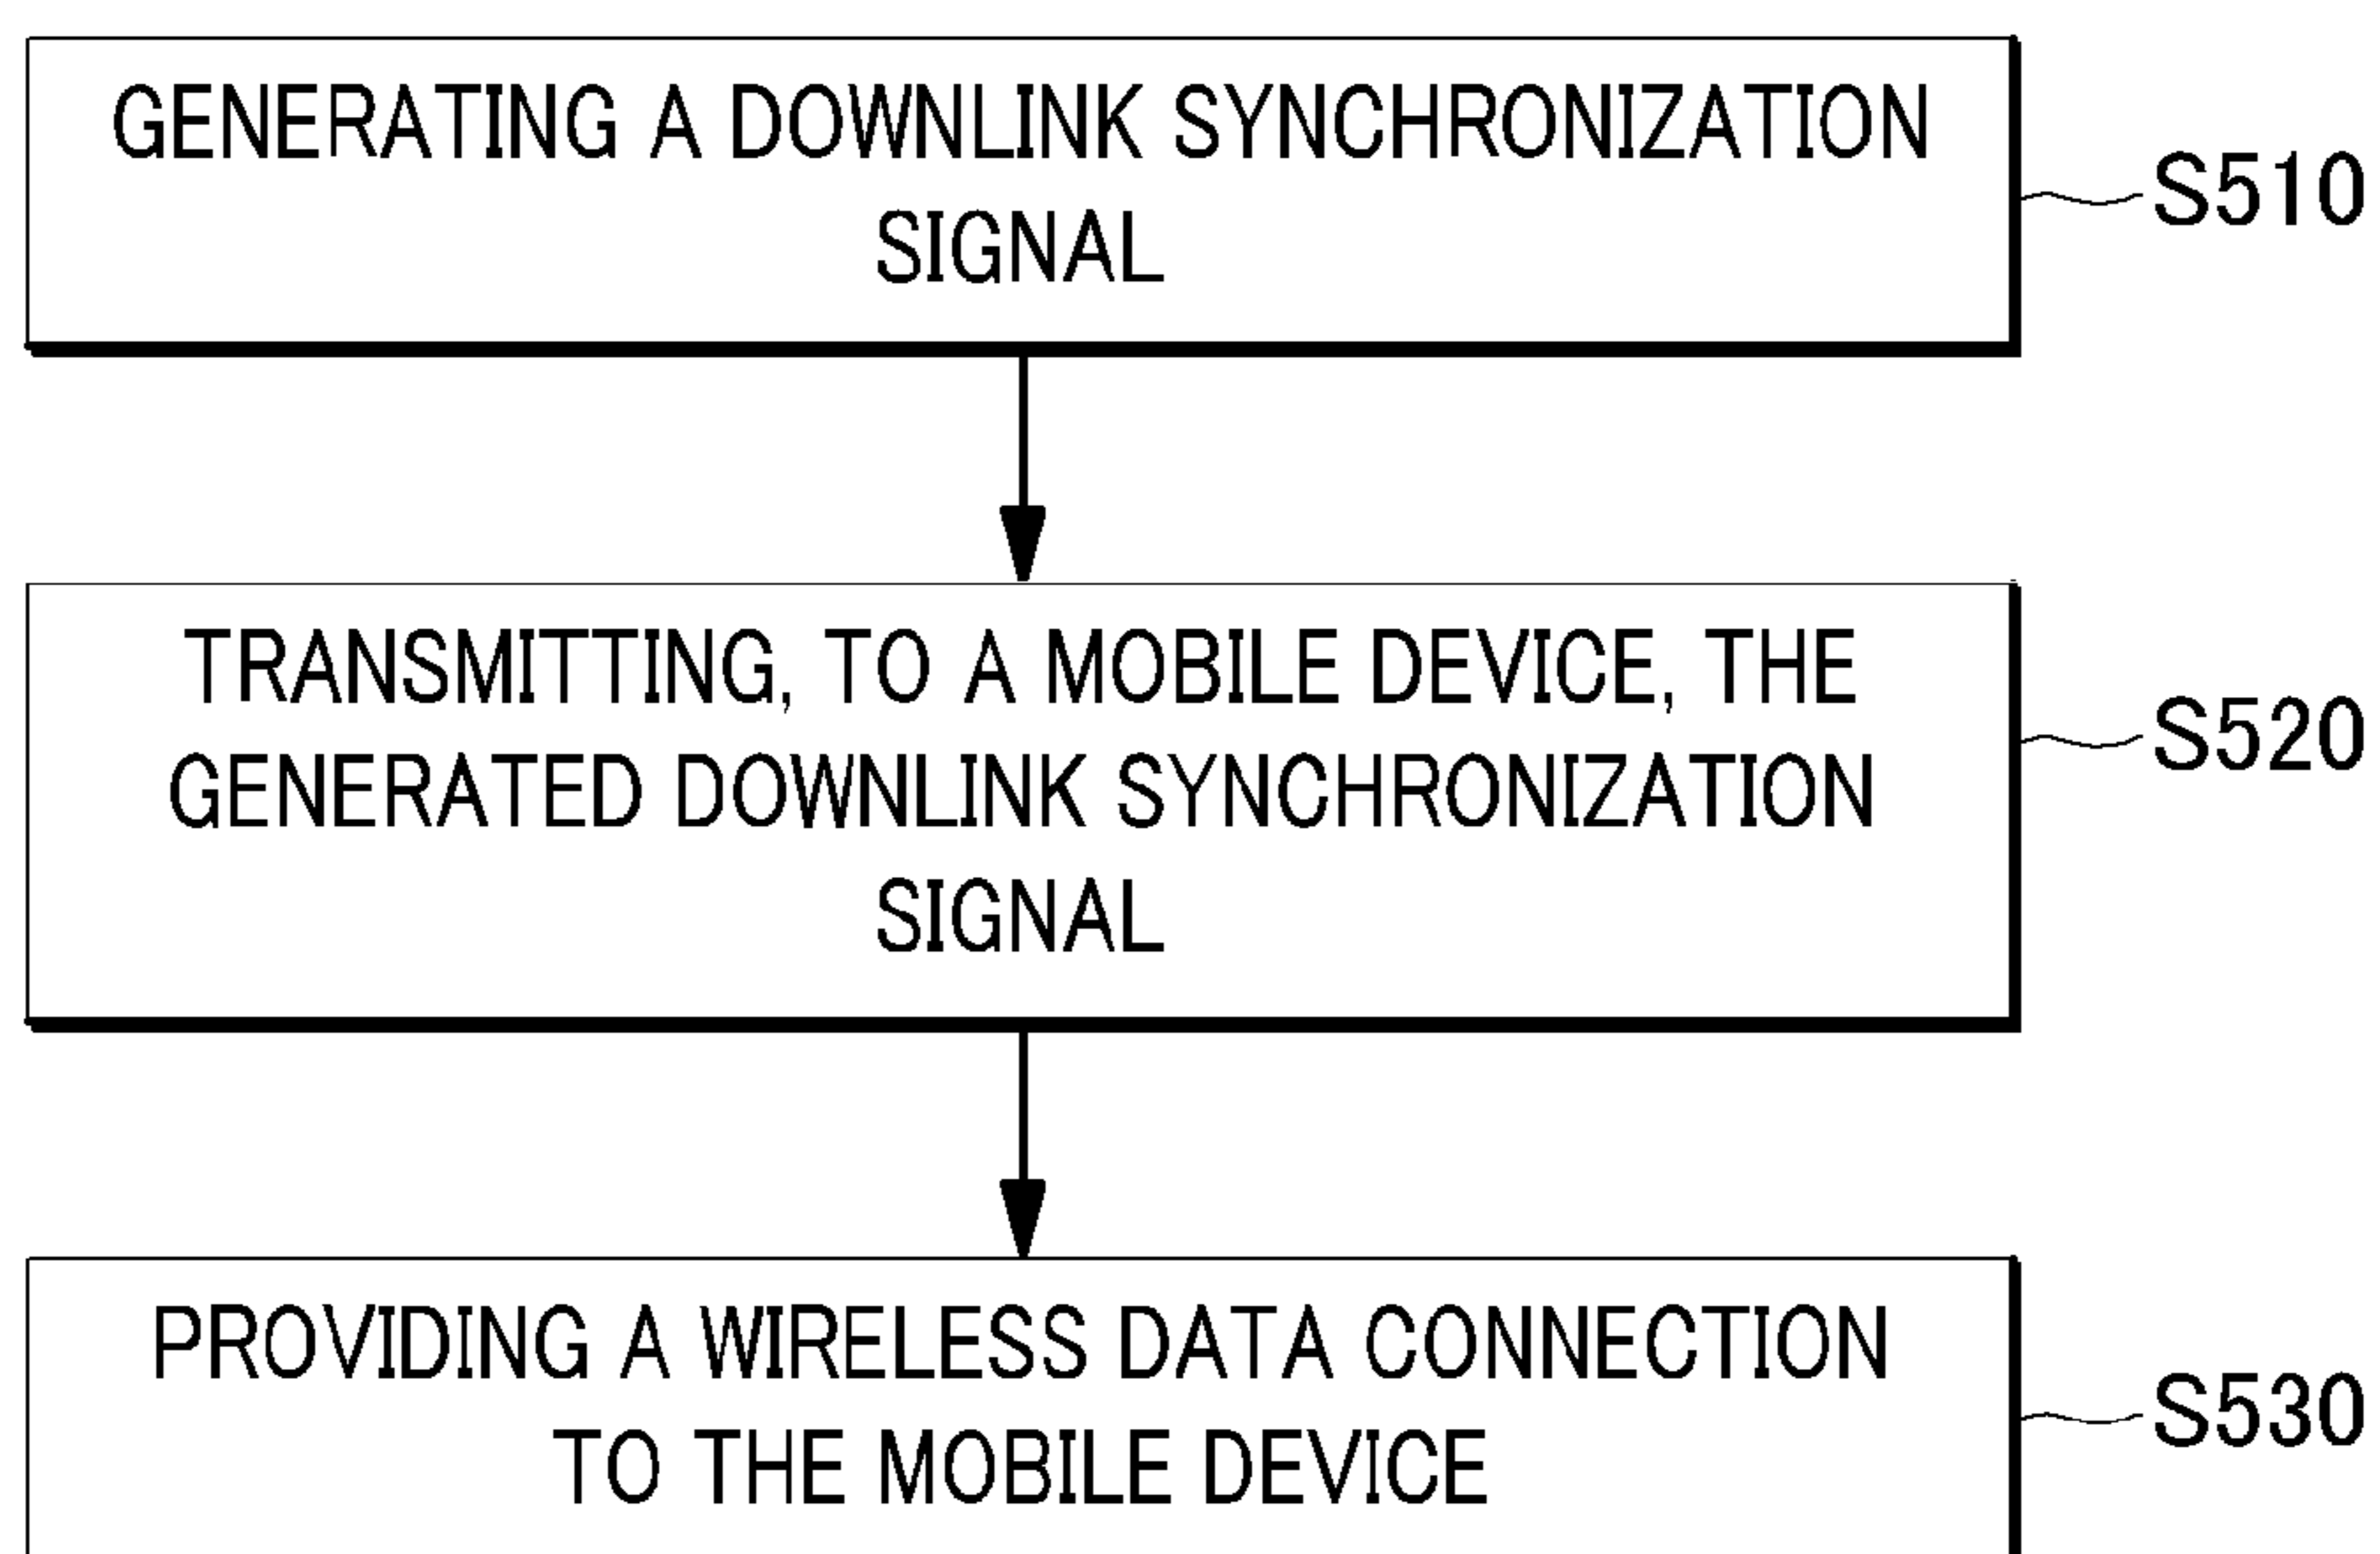 GENERATING A DOWNLINK SYNCHRONIZATION
SIGNAL
S510
TRANSMITTING, TO A MOBILE DEVICE, THE
GENERATED DOWNLINK SYNCHRONIZATION
SIGNAL
S520
PROVIDING A WIRELESS DATA CONNECTION
TO THE MOBILE DEVICE
S530